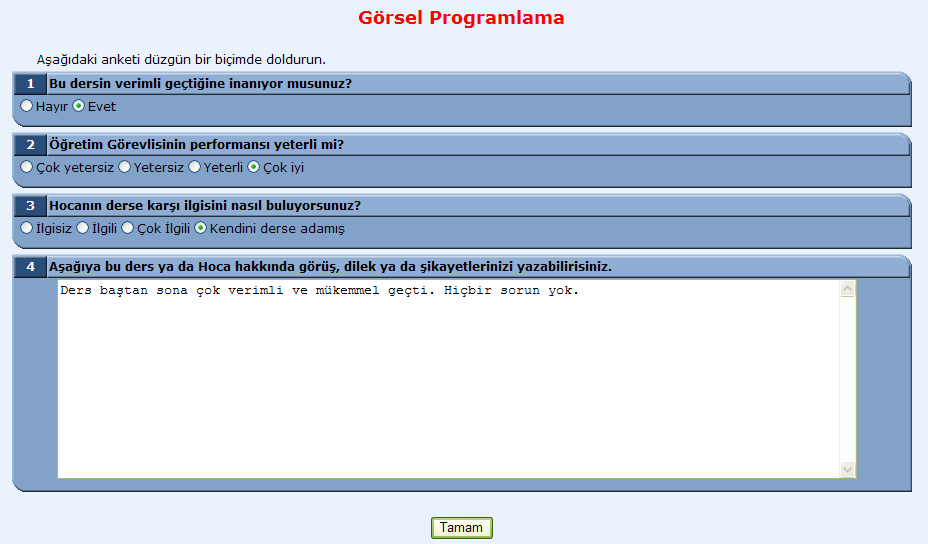 Görsel Programlama
Aşağıdaki anketi düzgün bir biçimde doldurun.
1 Bu dersin verimli geçtiğine inanıyor musunuz?
Hayır Evet
2 Öğretim Görevlisinin performansı yeterli mi?
Çok yetersiz Yetersiz Yeterli Çok iyi
3 Hocanın derse karşı ilgisini nasıl buluyorsunuz?
İlgisiz İlgili Çok İlgili Kendini derse adamış
4 Aşağıya bu ders ya da Hoca hakkında görüş, dilek ya da şikayetlerinizi yazabilirisiniz.
Ders baştan sona çok verimli ve mükemmel geçti. Hiçbir sorun yok.
Tamam